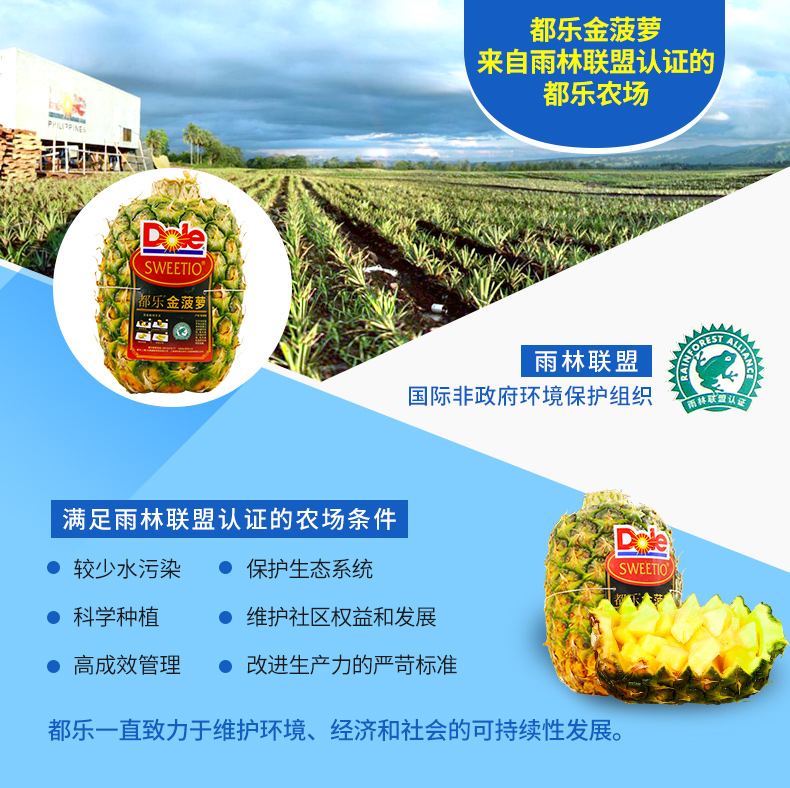 都乐金菠萝
来自雨林联盟认证的
都乐农场
Dole
PHILIPPINES
Dole
SWEETIO
都乐金菠萝
雨林联盟
国际非政府环境保护组织
RAINFOREST ALLIANCE
雨林联盟认证
满足雨林联盟认证的农场条件
较少水污染
保护生态系统
科学种植
维护社区权益和发展
高成效管理
改进生产力的严苛标准
Dole
SWEETIO
都乐金菠
都乐一直致力于维护环境、经济和社会的可持续性发展。